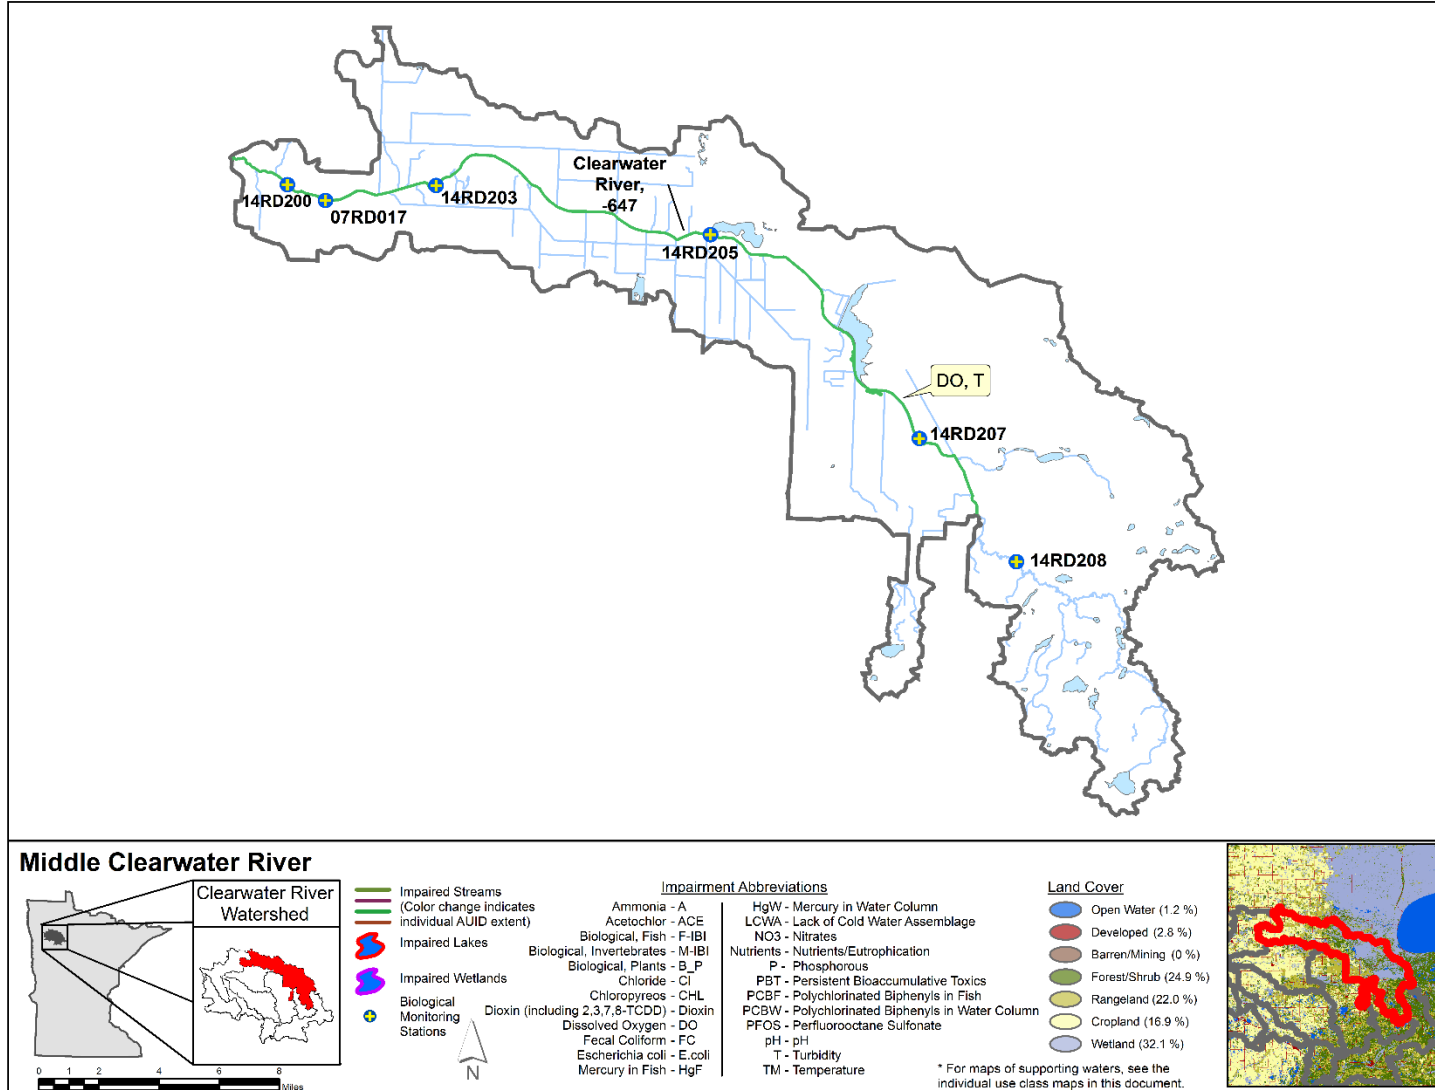 Clearwater
River,
-647
14RD200
07RD017
14RD203
14RD205
DO, T
14RD207
14RD208
Middle Clearwater River
Clearwater River
Watershed
0 2 4 6 8
Miles
Impaired Streams
(Color change indicates
individual AUID extent)
Impaired Lakes
Impaired Wetlands
Biological
Monitoring
Stations
N
Impairment Abbreviations
Ammonia - A
Acetochlor - ACE
Biological, Fish - F-IBI
Biological, Invertebrates - M-IBI
Biological, Plants - B_P
Chloride - Cl
Chloropyreos - CHL
Dioxin (including 2,3,7,8-TCDD) - Dioxin
Dissolved Oxygen - DO
Fecal Coliform - FC
Escherichia coli - E.coli
Mercury in Fish - HgF
HgW - Mercury in Water Column
LCWA - Lack of Cold Water Assemblage
NO3 - Nitrates
Nutrients - Nutrients/Eutrophication
P - Phosphorous
PBT - Persistent Bioaccumulative Toxics
PCBF - Polychlorinated Biphenyls in Fish
PCBW - Polychlorinated Biphenyls in Water Column
PFOS - Perfluorooctane Sulfonate
pH - pH
T - Turbidity
TM - Temperature
Land Cover
Open Water (1.2 %)
Developed (2.8 %)
Barren/Mining (0 %)
Forest/Shrub (24.9 %)
Rangeland (22.0 %)
Cropland (16.9 %)
Wetland (32.1 %)
* For maps of supporting waters, see the
individual use class maps in this document.